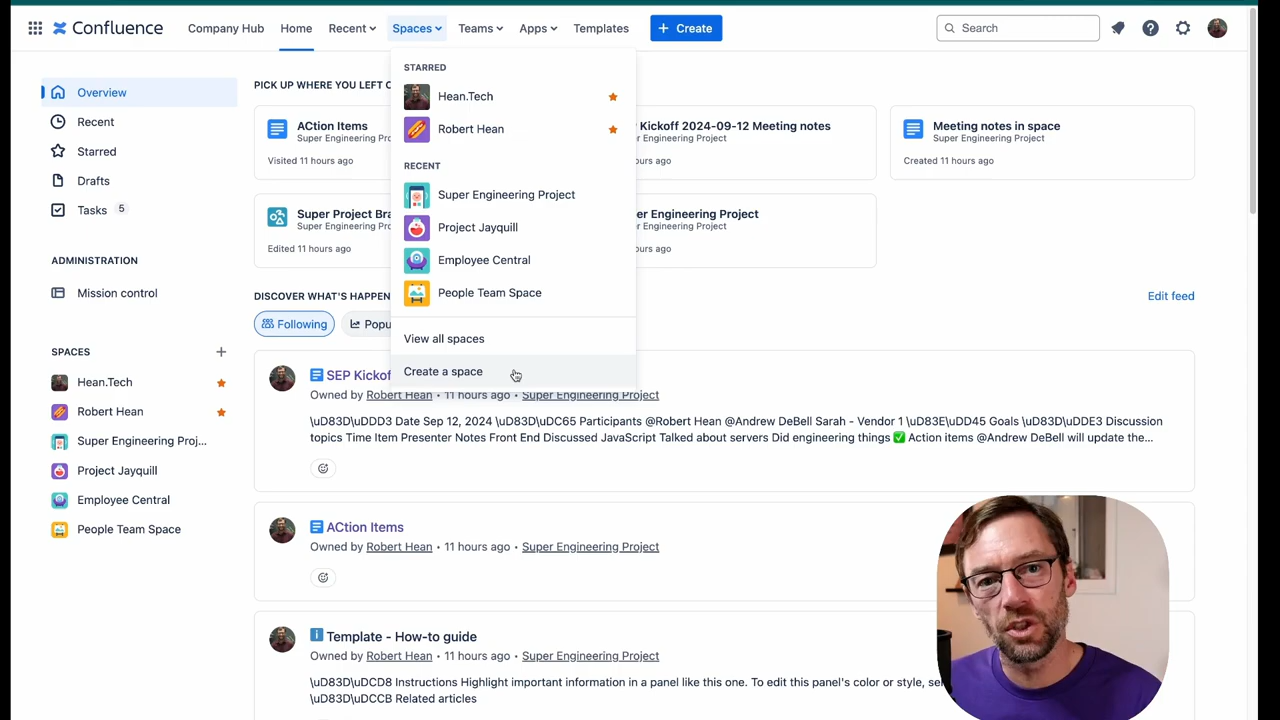 Confluence
Company Hub
Home
Recent
Spaces
Teams
Apps
Templates
+ Create
Search
Overview
Recent
Starred
Drafts
Tasks 5
ADMINISTRATION
Mission control
SPACES
Hean.Tech
Robert Hean
Super Engineering Proj...
Project Jayquill
Employee Central
People Team Space
STARRED
Hean.Tech
Robert Hean
RECENT
Super Engineering Project
Project Jayquill
Employee Central
People Team Space
View all spaces
Create a space
PICK UP WHERE YOU LEFT
ACtion Items
Super Engineering
Visited 11 hours ago
Kickoff 2024-09-12 Meeting notes
Super Engineering Project
ours ago
Meeting notes in space
Super Engineering Project
Created 11 hours ago
Super Project
Super Engineering
Edited 11 hours ago
er Engineering Project
r Engineering Project
ours ago
DISCOVER WHAT'S
Edit feed
Following
Popu
SEP
Owned by Robert Hean • 11 hours ago • Super Engineering Project
\uD83D\uDDD3 Date Sep 12, 2024 \uD83D\uDC65 Participants @Robert Hean @Andrew DeBell Sarah - Vendor 1 \uD83E\uDD45 Goals \uD83D\uDDE3 Discussion
topics Time Item Presenter Notes Front End Discussed JavaScript Talked about servers Did engineering things ✅ Action items @Andrew DeBell will update the...
ACtion Items
Owned by Robert Hean • 11 hours ago • Super Engineering Project
Template - How-to guide
Owned by Robert Hean • 11 hours ago • Super Engineering Project
\uD83D\uDCD8 Instructions Highlight important information in a panel like this one. To edit this panel's color or style,
\uD83D\uDCCB Related articles